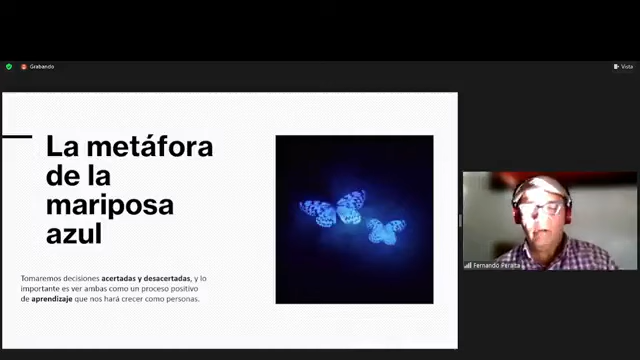 Grabando
Vista
La metáfora
de la
mariposa
azul
Tomaremos decisiones acertadas y desacertadas, y lo
importante es ver ambas como un proceso positivo
de aprendizaje que nos hará crecer como personas.
Fernando Peralta